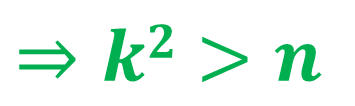 ⇒ k² > n